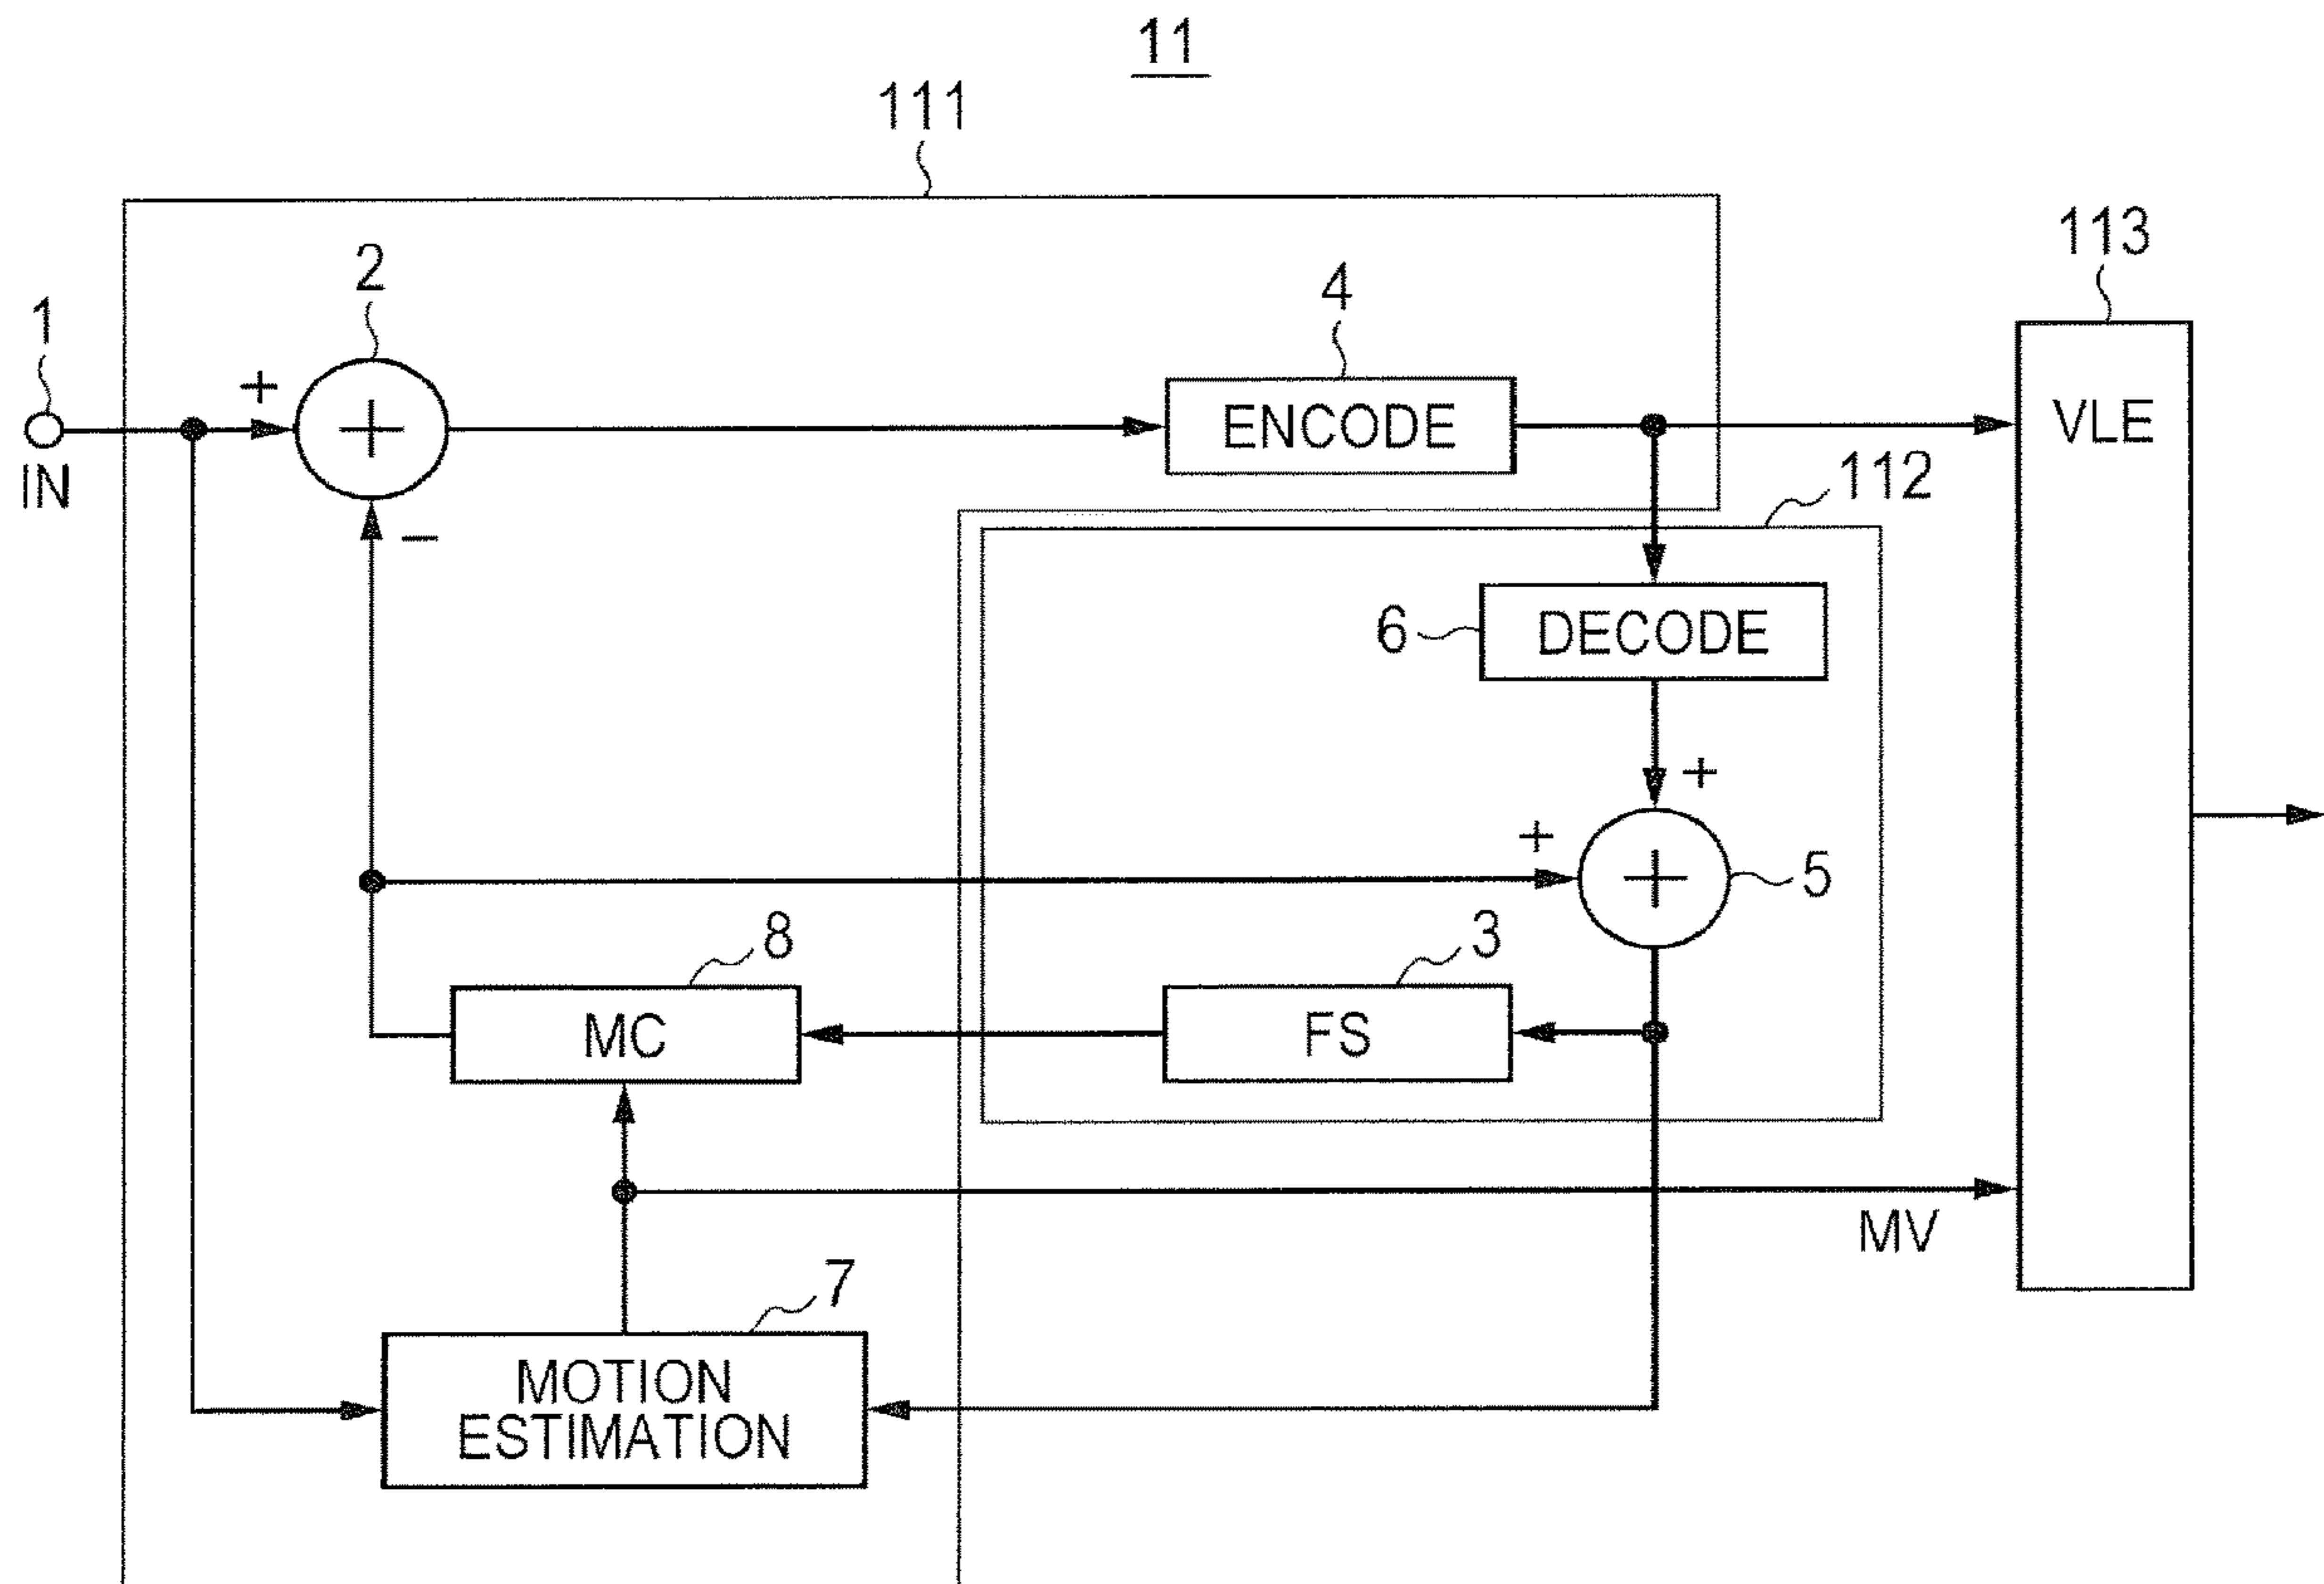 11
111
113
2
4
1
+
+
ENCODE
VLE
IN
112
−
6
DECODE
+
+
+
5
8
3
MC
FS
MV
7
MOTION
ESTIMATION